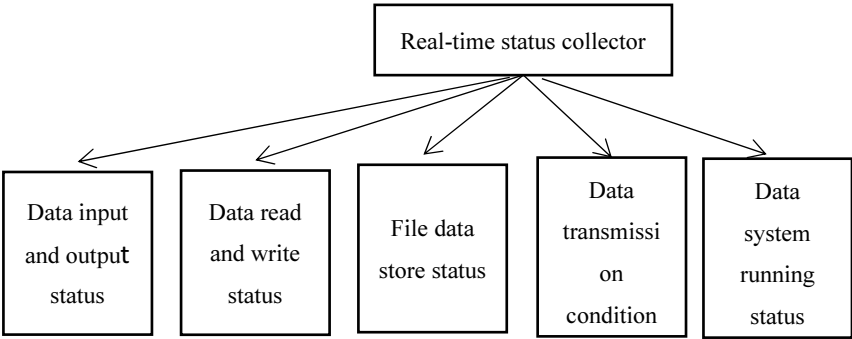 Real-time status collector
Data input
and output
status
Data read
and write
status
File data
store status
Data
transmissi
on
condition
Data
system
running
status